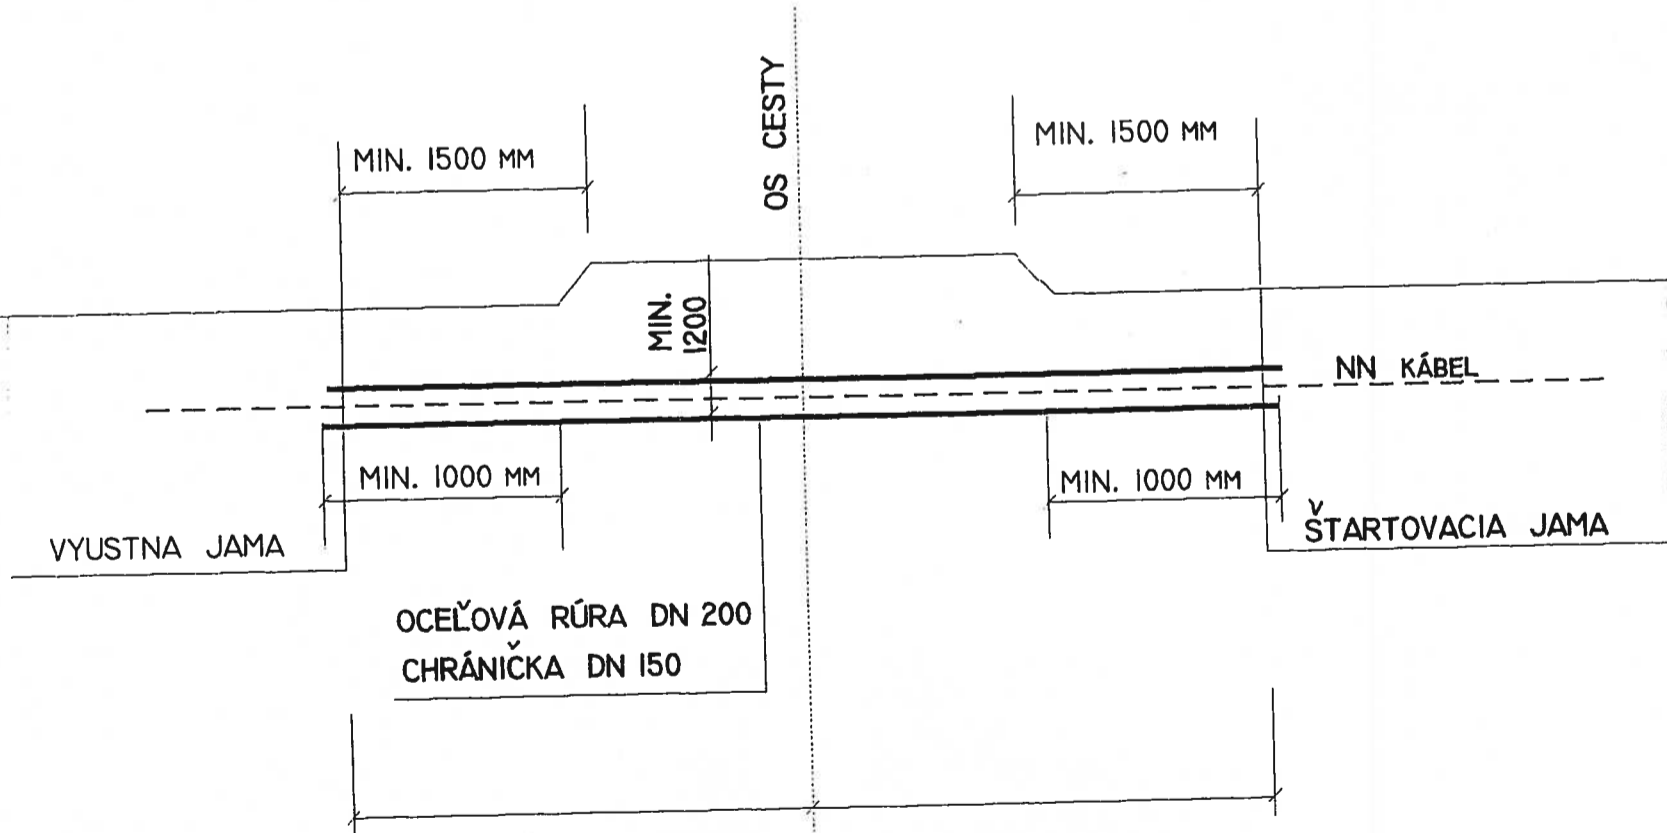 OS CESTY
MIN. 1500 MM
MIN. 1500 MM
MIN.
1200
NN KÁBEL
MIN. 1000 MM
MIN. 1000 MM
VYUSTNA JAMA
ŠTARTOVACIA JAMA
OCEĽOVÁ RÚRA DN 200
CHRÁNIČKA DN 150